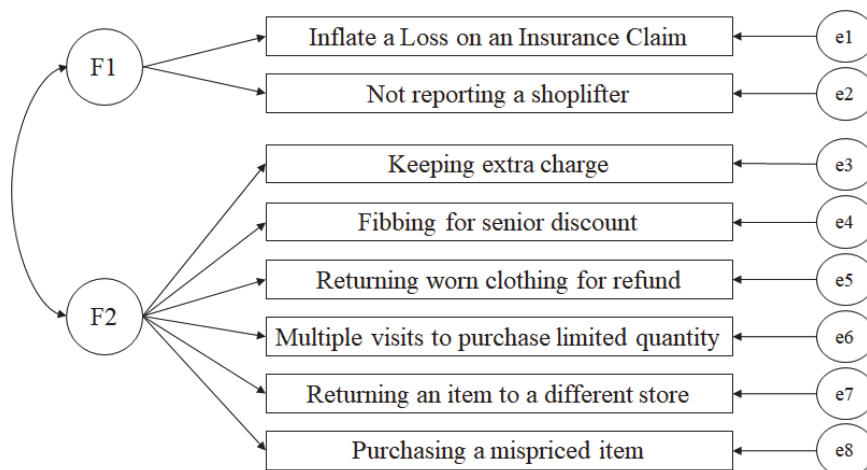 F1
Inflate a Loss on an Insurance Claim
e1
Not reporting a shoplifter
e2
Keeping extra charge
e3
Fibbing for senior discount
e4
Returning worn clothing for refund
e5
F2
Multiple visits to purchase limited quantity
e6
Returning an item to a different store
e7
Purchasing a mispriced item
e8